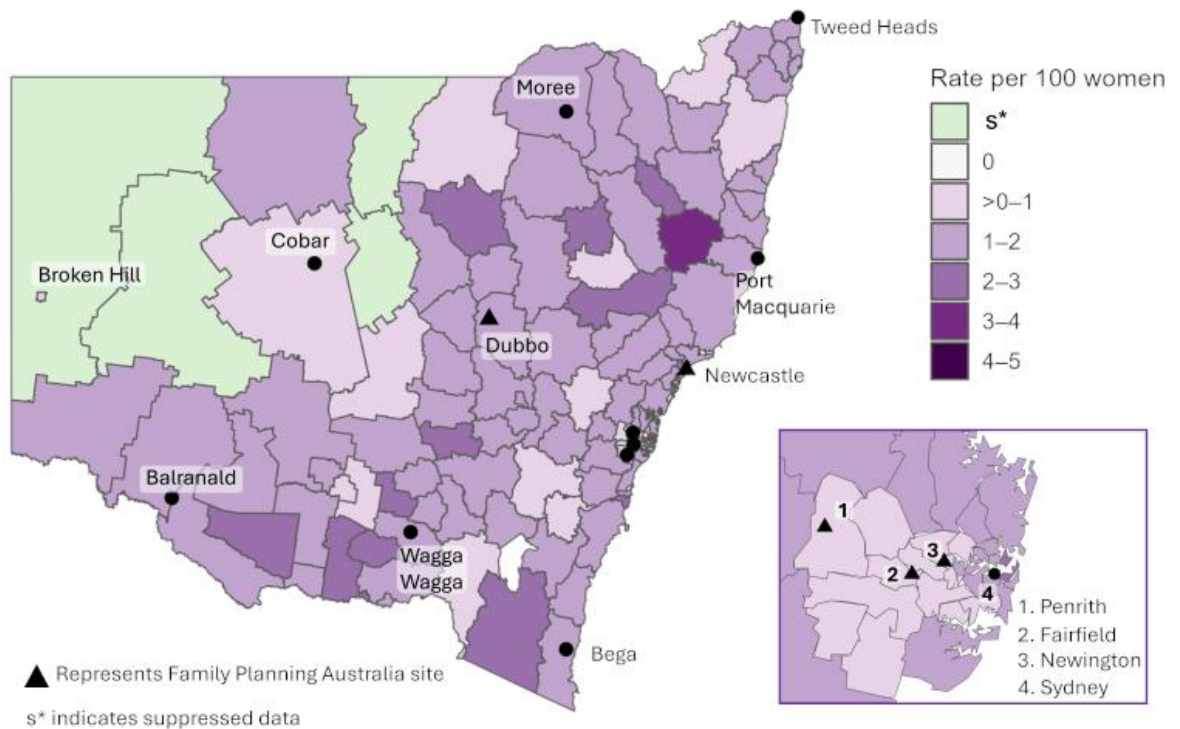 Tweed Heads
Moree
Rate per 100 women
s*
0
>0–1
1–2
2–3
3–4
4–5
Cobar
Broken Hill
Port
Macquarie
Dubbo
Newcastle
Balranald
Wagga
Wagga
Bega
▲ Represents Family Planning Australia site
s* indicates suppressed data
1
2
3
4
1. Penrith
2. Fairfield
3. Newington
4. Sydney